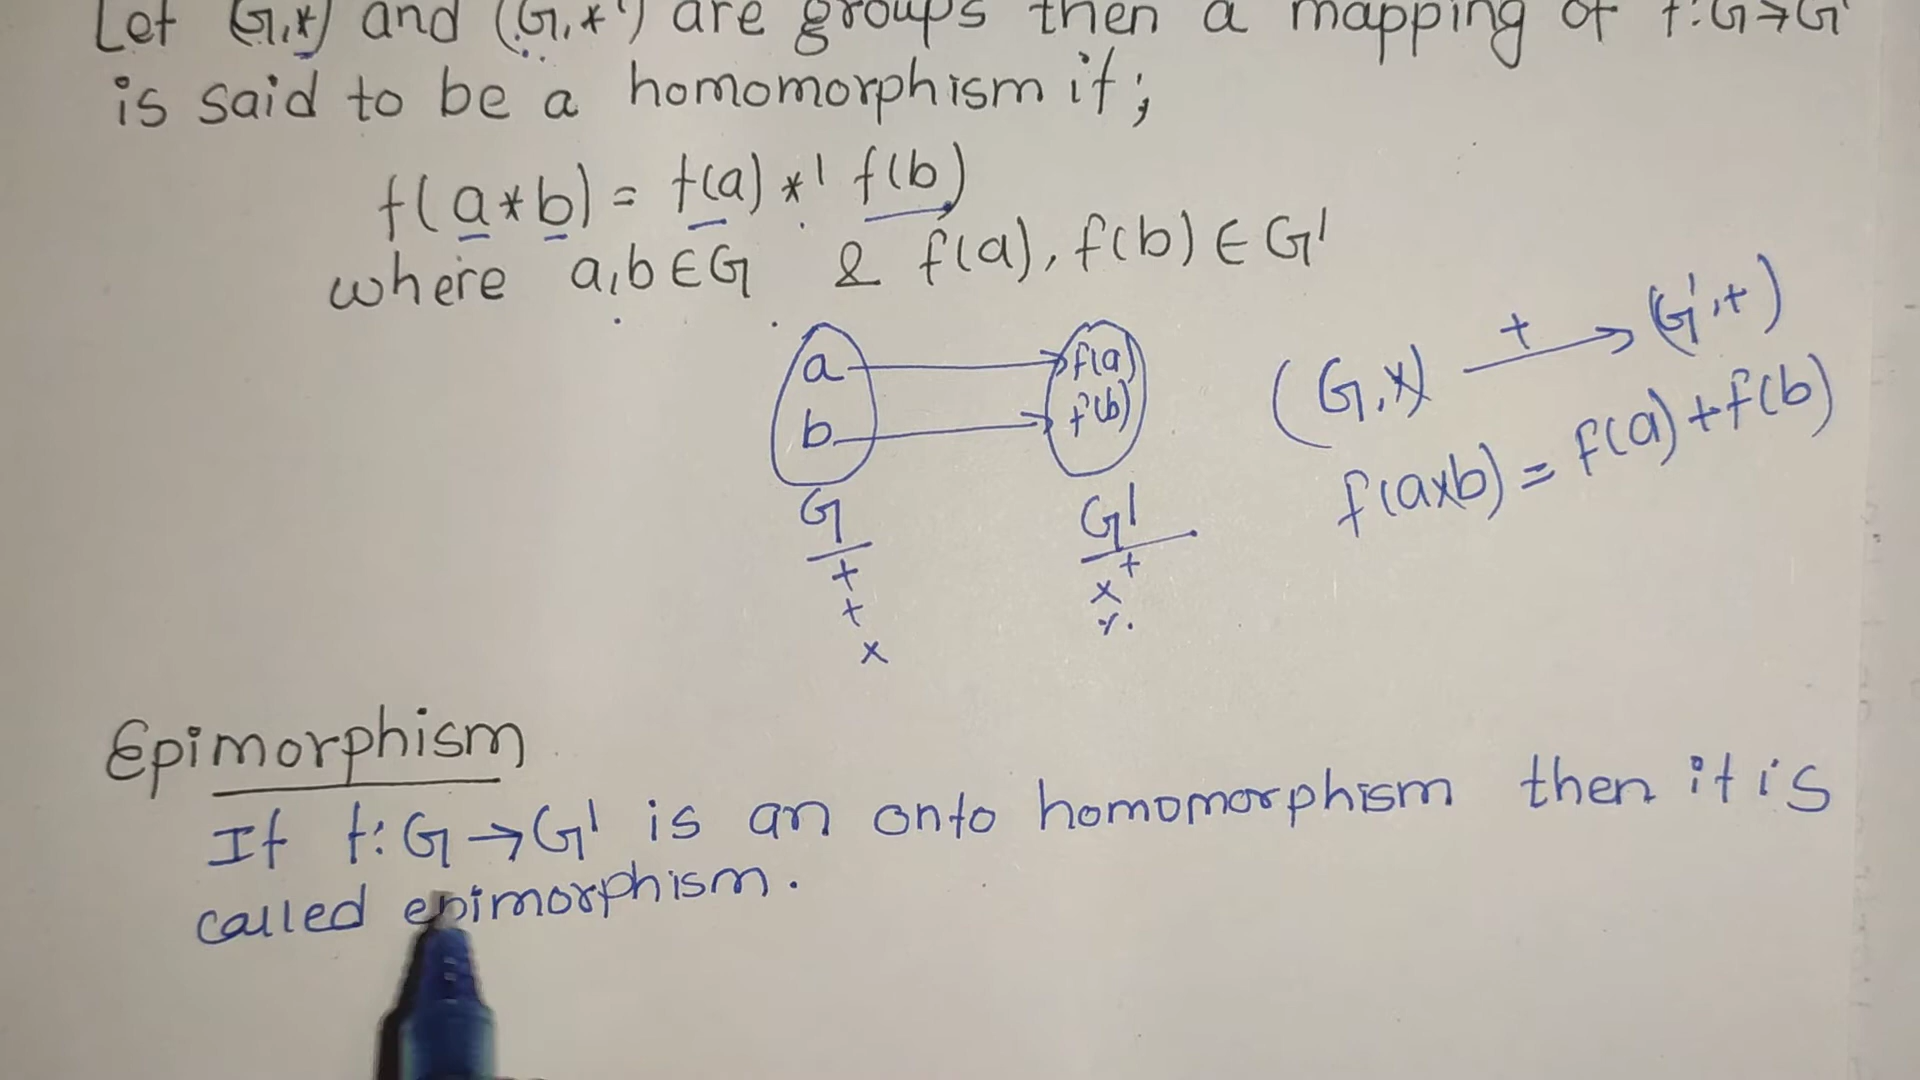 Let (G,*) and (G,*') are groups then a mapping of f:G→G'
is said to be a homomorphism if;
f(a*b) = f(a) *' f(b)
where a,b∈G & f(a), f(b) ∈ G'
a f(a)
b f(b)
G G'
+ +
+ x
x
(G,x) f→ (G',+)
f(axb) = f(a)+f(b)
Epimorphism
If f:G→G' is an onto homomorphism then it is
called epimorphism.